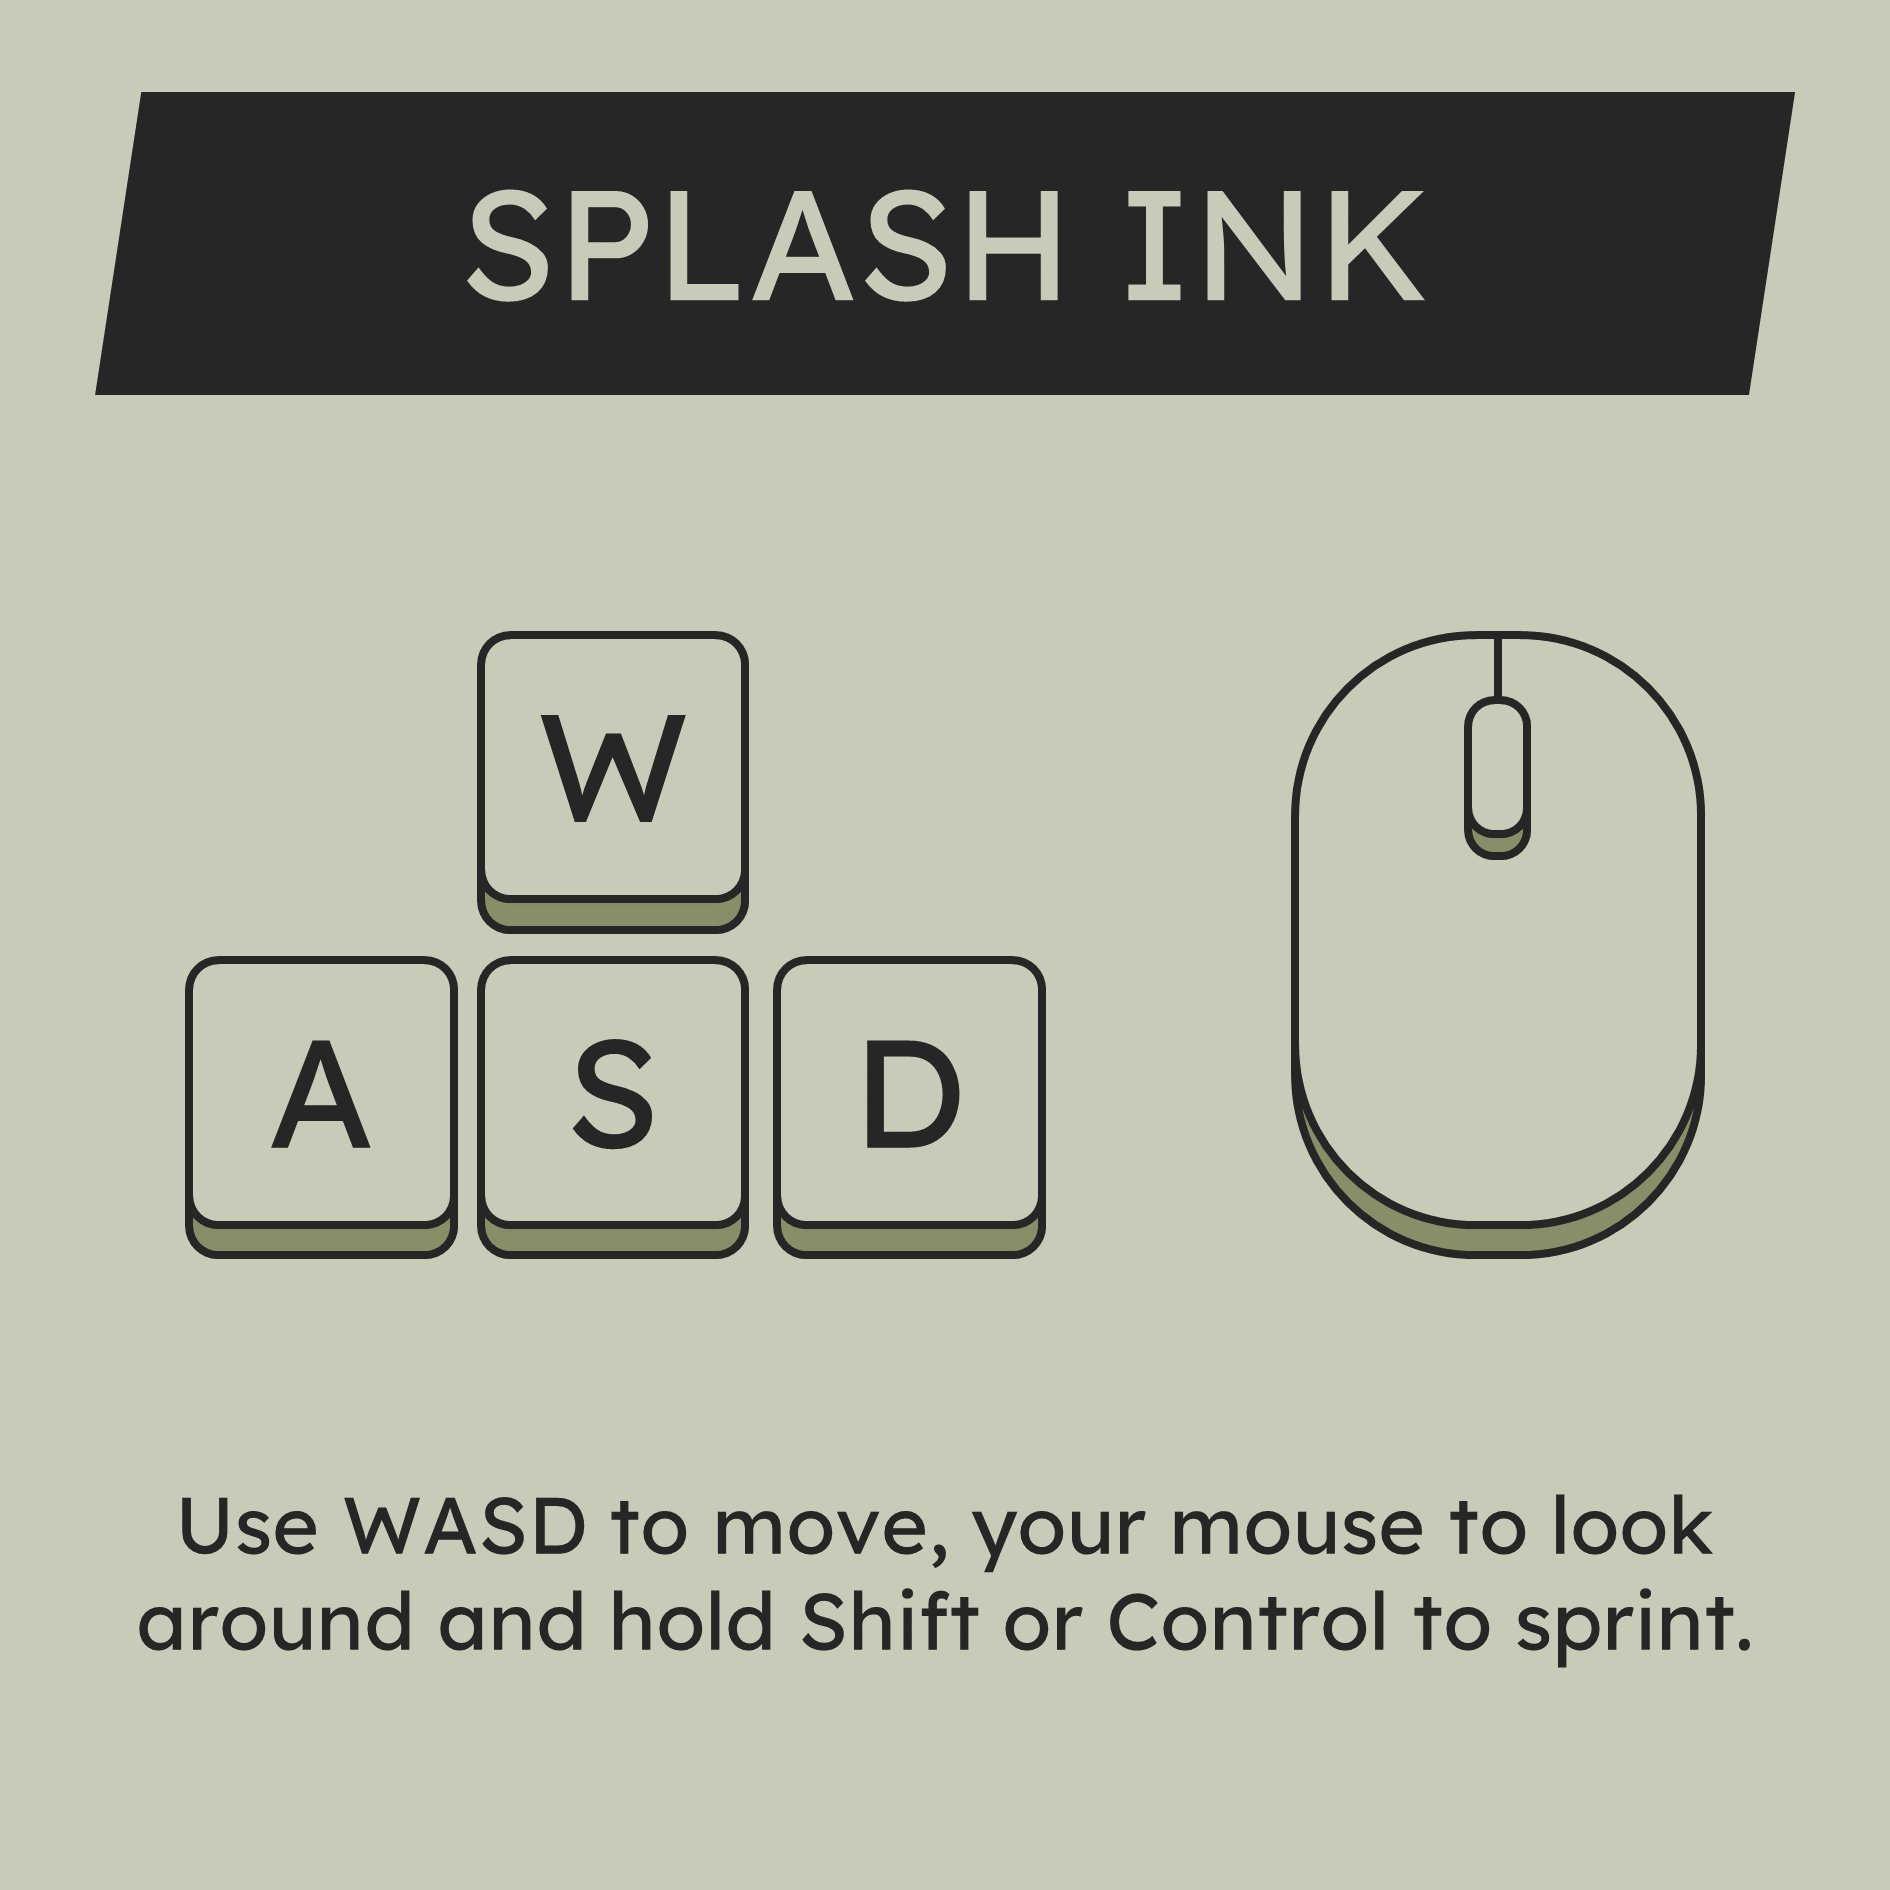 SPLASH INK
W
A S D
Use WASD to move, your mouse to look
around and hold Shift or Control to sprint.